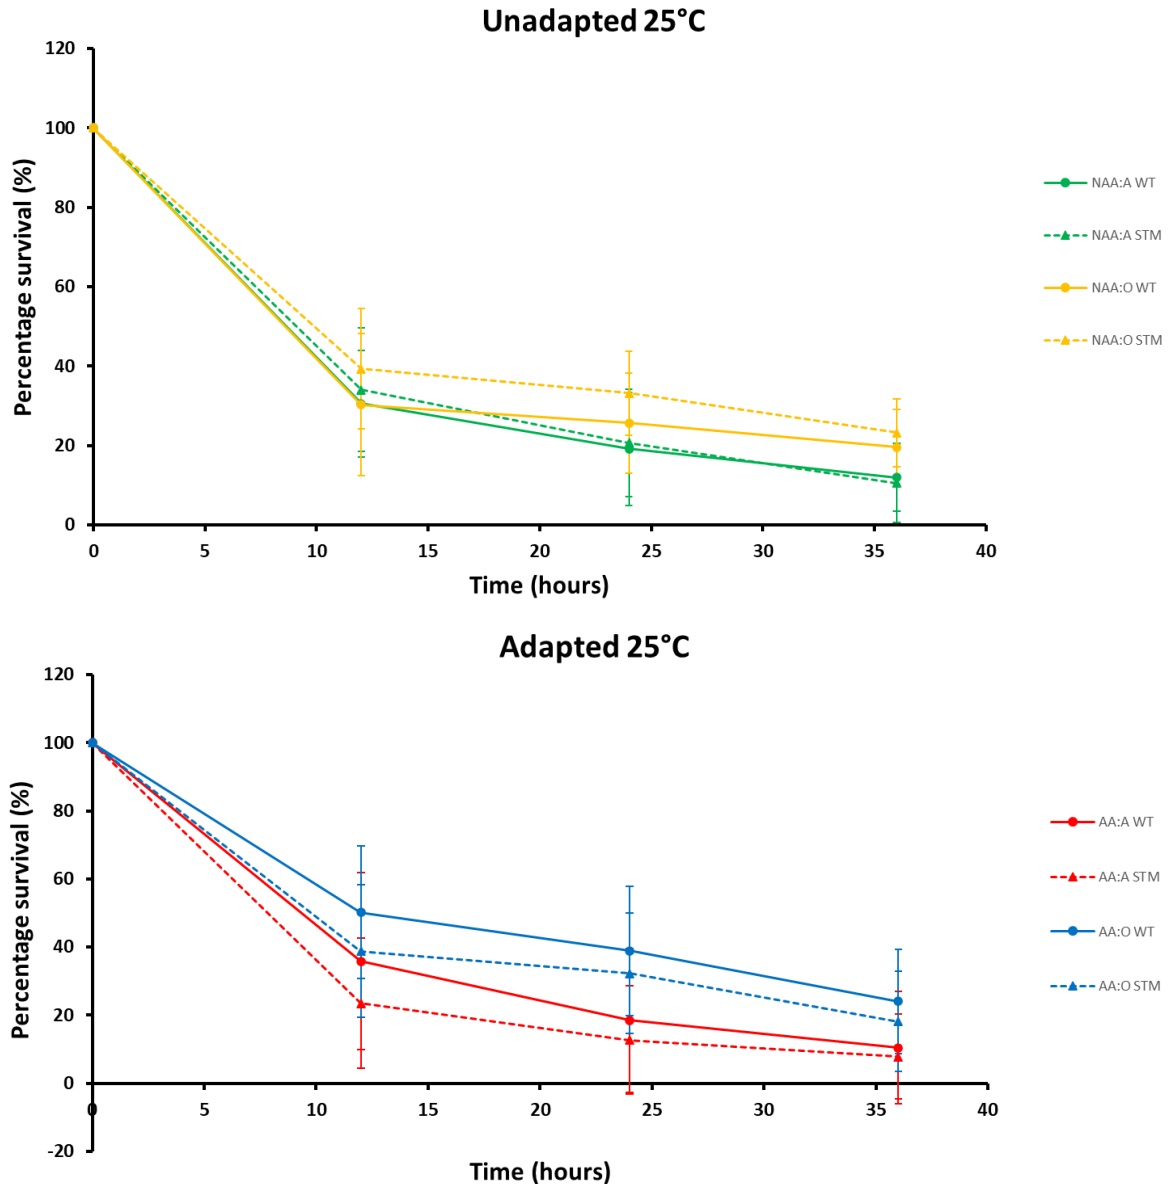 Unadapted 25°C
120
100
80
60
40
20
0
Percentage survival (%)
0 5 10 15 20 25 30 35 40
Time (hours)
NAA:A WT
NAA:A STM
NAA:O WT
NAA:O STM
Adapted 25°C
120
100
80
60
40
20
0
-20
Percentage survival (%)
0 5 10 15 20 25 30 35 40
Time (hours)
AA:A WT
AA:A STM
AA:O WT
AA:O STM